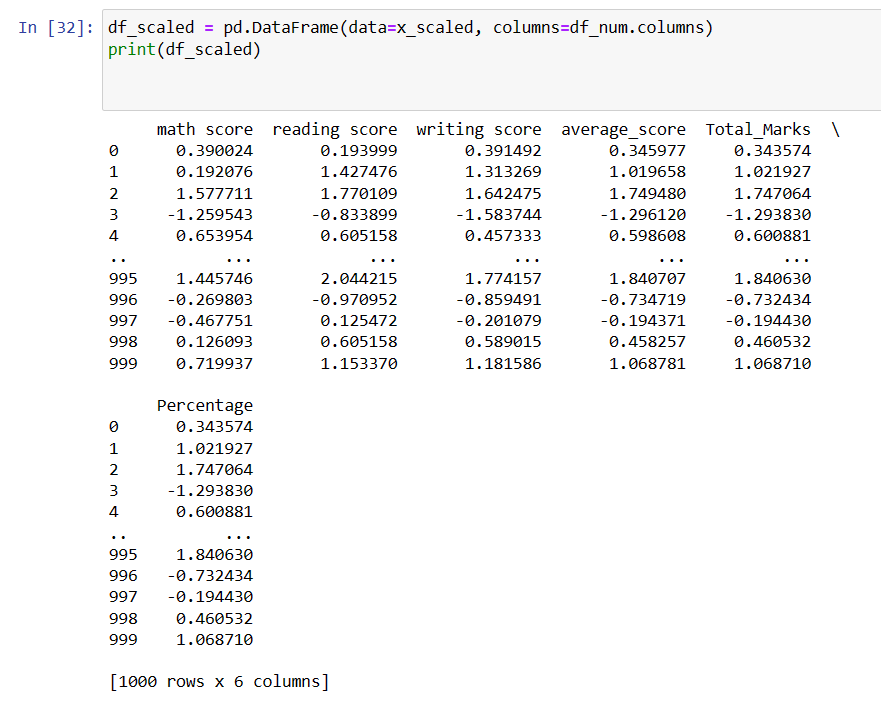 In [32]: df_scaled = pd.DataFrame(data=x_scaled, columns=df_num.columns)
print(df_scaled)
math score reading score writing score average_score Total_Marks \
0 0.390024 0.193999 0.391492 0.345977 0.343574
1 0.192076 1.427476 1.313269 1.019658 1.021927
2 1.577711 1.770109 1.642475 1.749480 1.747064
3 -1.259543 -0.833899 -1.583744 -1.296120 -1.293830
4 0.653954 0.605158 0.457333 0.598608 0.600881
.. ... ... ... ... ...
995 1.445746 2.044215 1.774157 1.840707 1.840630
996 -0.269803 -0.970952 -0.859491 -0.734719 -0.732434
997 -0.467751 0.125472 -0.201079 -0.194371 -0.194430
998 0.126093 0.605158 0.589015 0.458257 0.460532
999 0.719937 1.153370 1.181586 1.068781 1.068710
Percentage
0 0.343574
1 1.021927
2 1.747064
3 -1.293830
4 0.600881
.. ...
995 1.840630
996 -0.732434
997 -0.194430
998 0.460532
999 1.068710
[1000 rows x 6 columns]